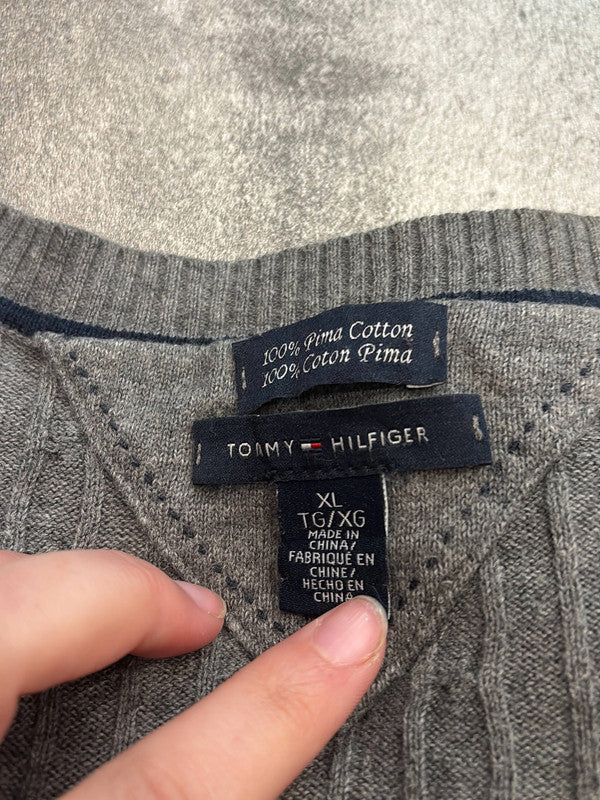 100% Pima Cotton
100% Coton Pima
TOMMY HILFIGER
XL
TG/XG
MADE IN
CHINA/
FABRIQUÉ EN
CHINE/
HECHO EN
CHINA